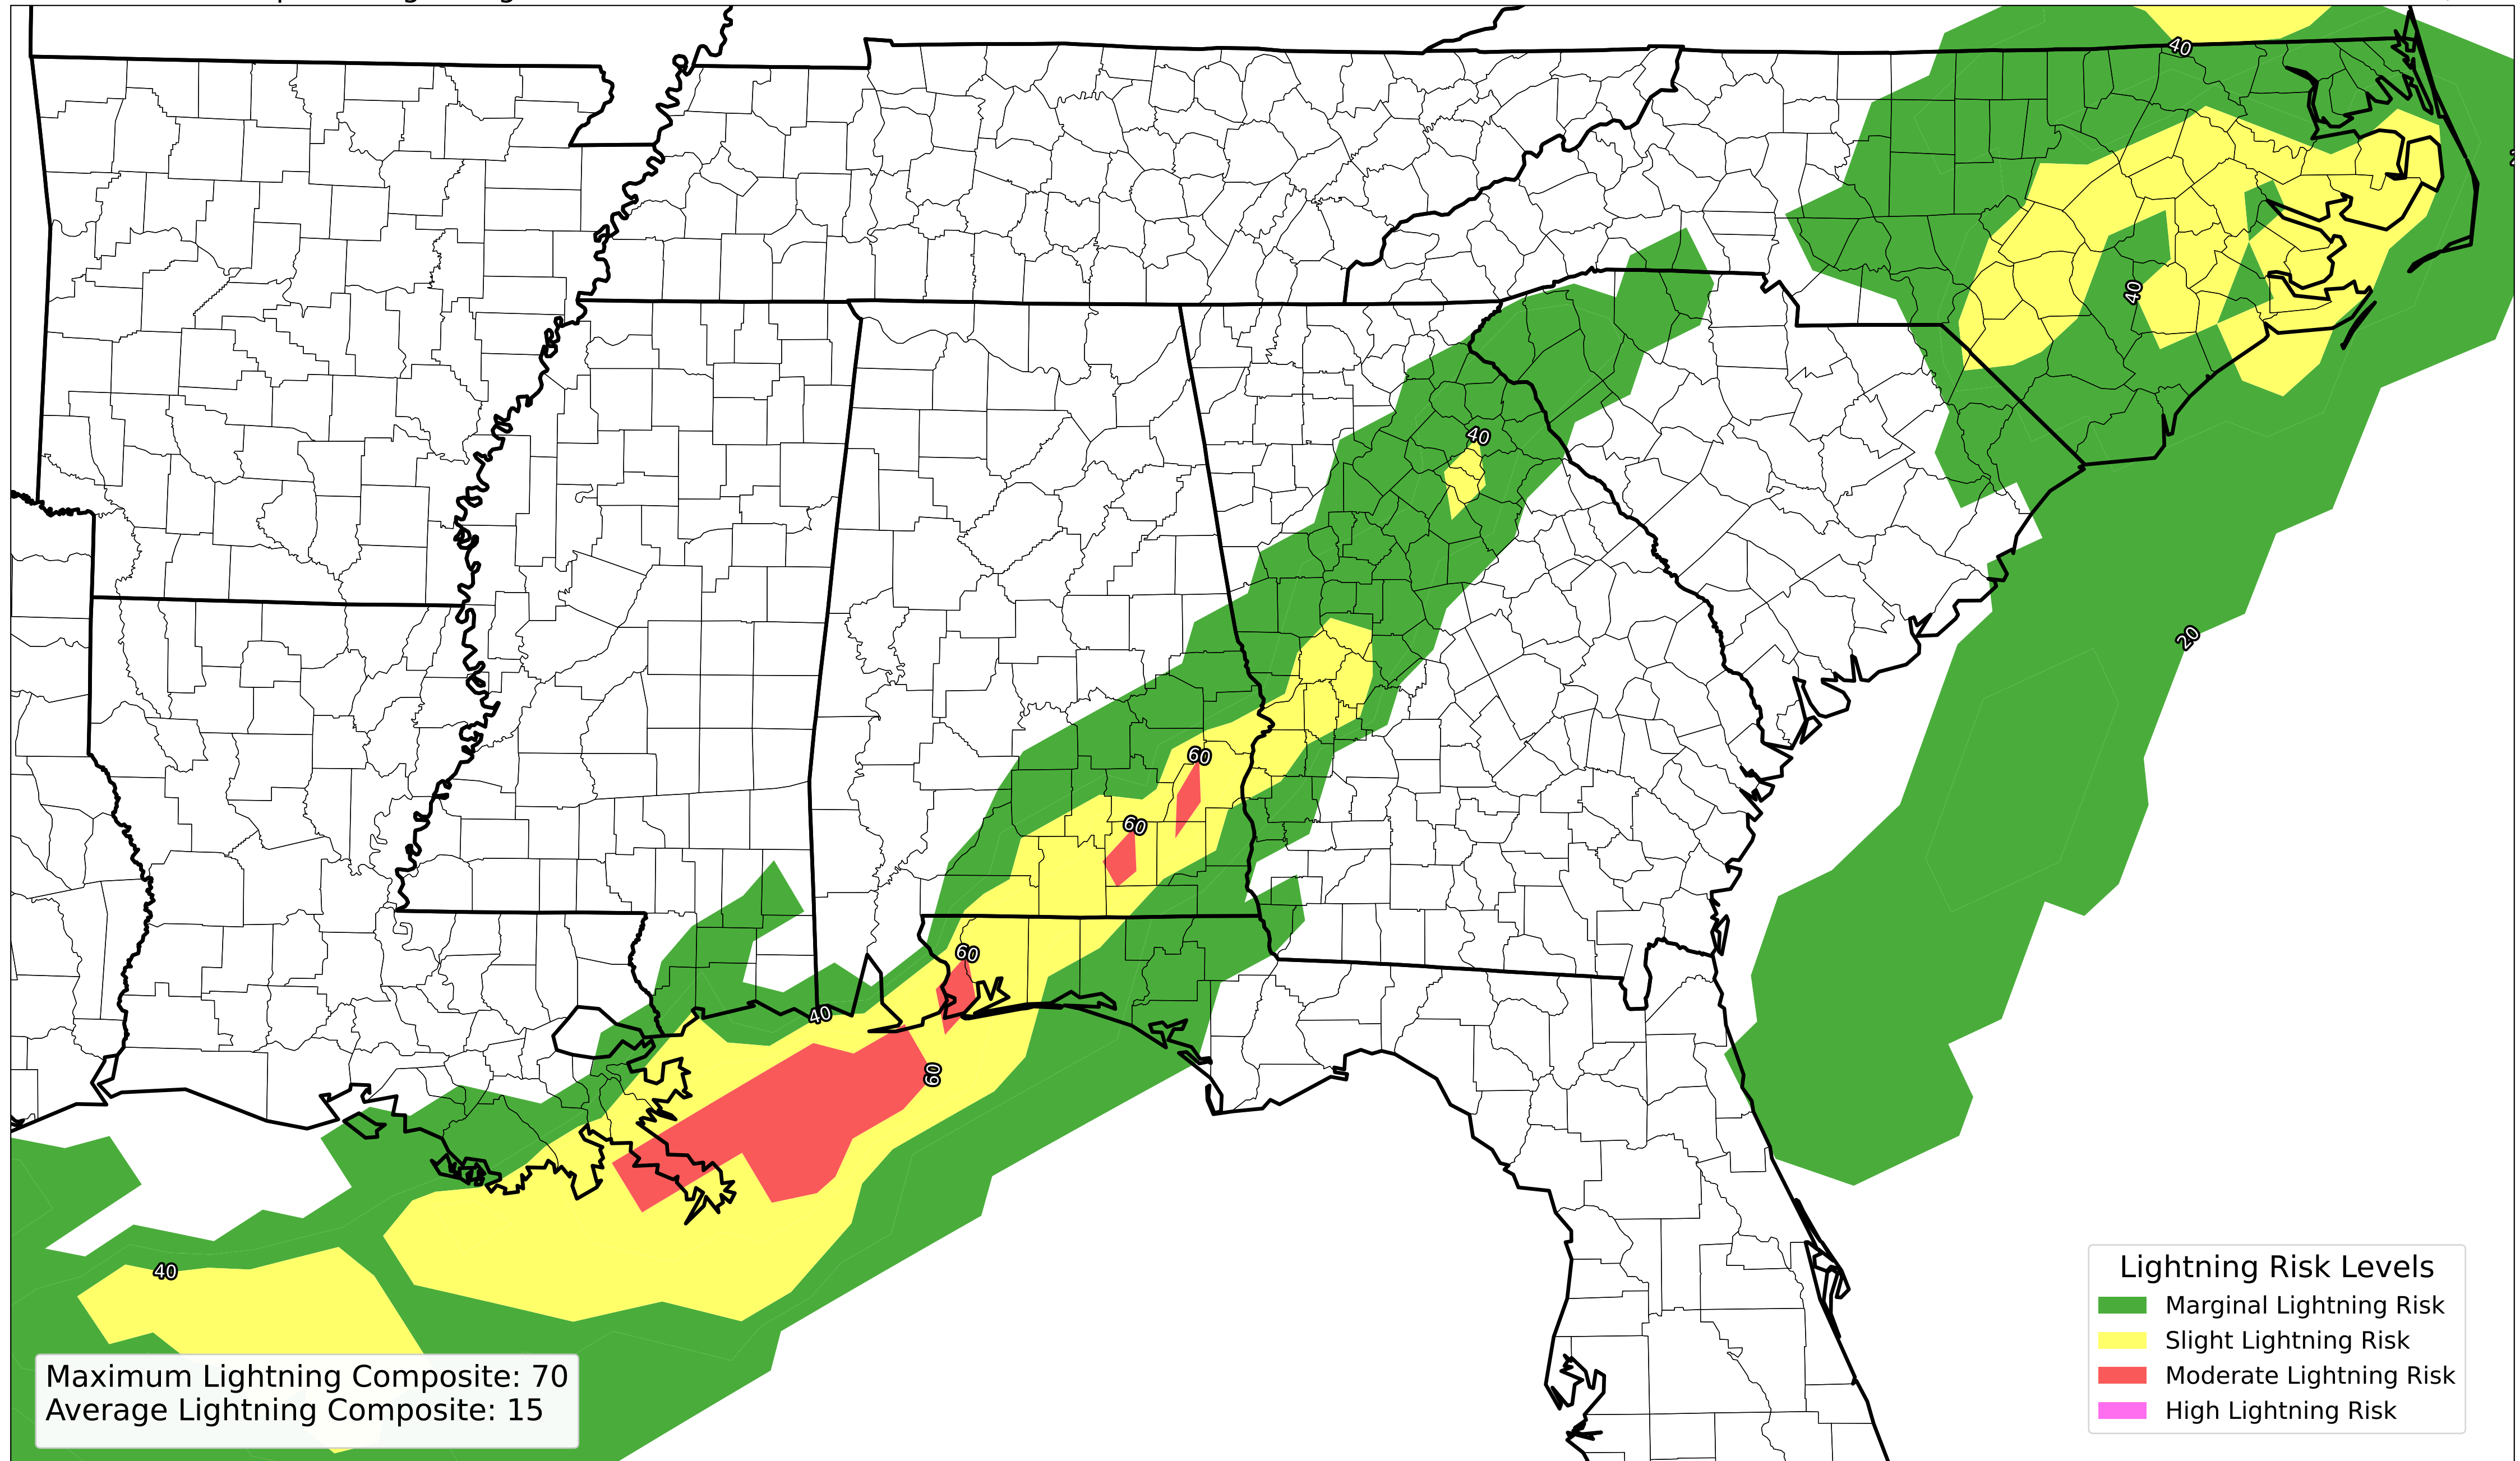 40
40
40
20
60
60
60
40
60
40
Maximum Lightning Composite: 70
Average Lightning Composite: 15
Lightning Risk Levels
Marginal Lightning Risk
Slight Lightning Risk
Moderate Lightning Risk
High Lightning Risk